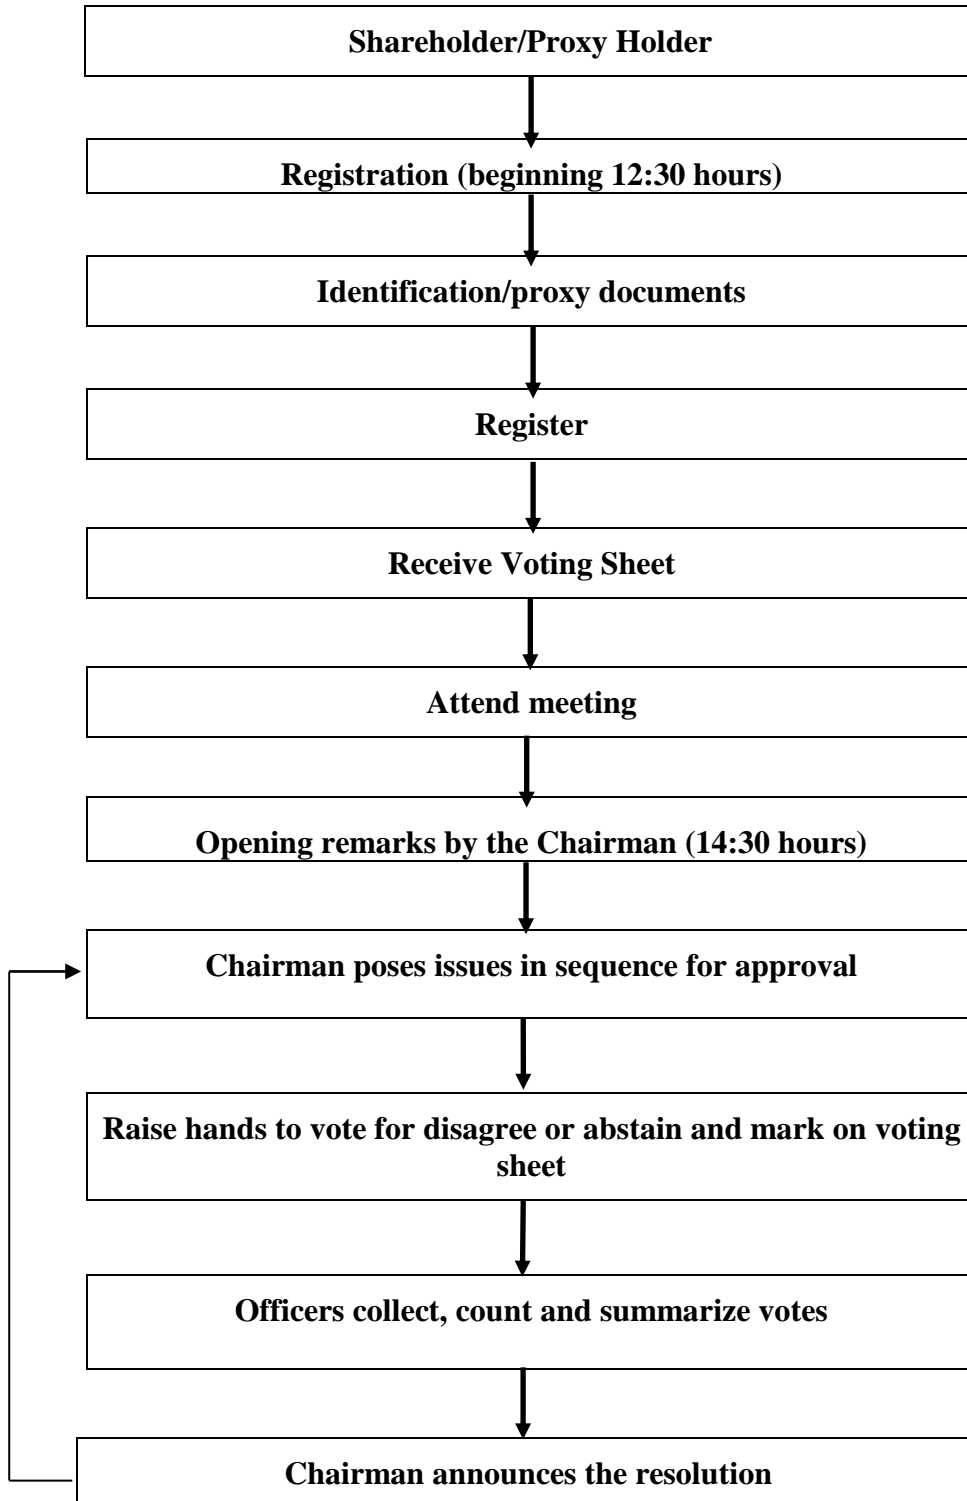 Shareholder/Proxy Holder
Registration (beginning 12:30 hours)
Identification/proxy documents
Register
Receive Voting Sheet
Attend meeting
Opening remarks by the Chairman (14:30 hours)
Chairman poses issues in sequence for approval
Raise hands to vote for disagree or abstain and mark on voting
sheet
Officers collect, count and summarize votes
Chairman announces the resolution